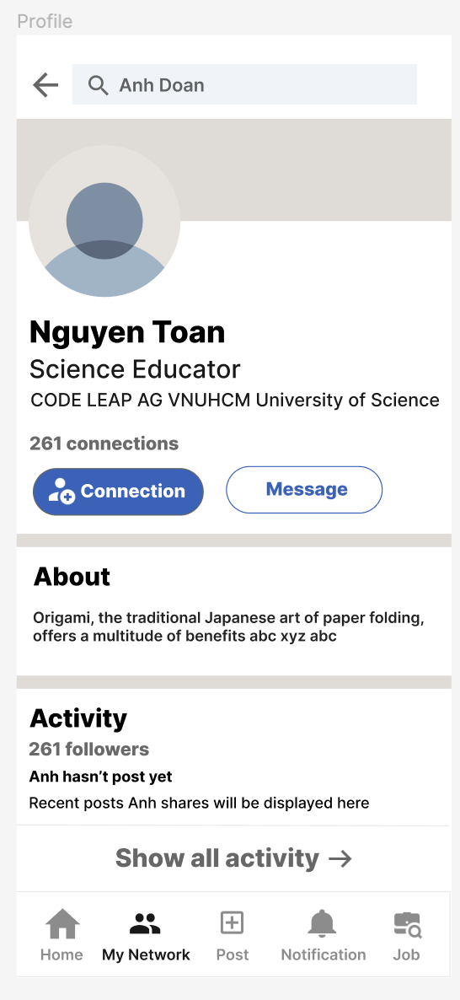 Profile
Anh Doan
Nguyen Toan
Science Educator
CODE LEAP AG VNUHCM University of Science
261 connections
Connection
Message
About
Origami, the traditional Japanese art of paper folding,
offers a multitude of benefits abc xyz abc
Activity
261 followers
Anh hasn’t post yet
Recent posts Anh shares will be displayed here
Show all activity →
Home
My Network
Post
Notification
Job